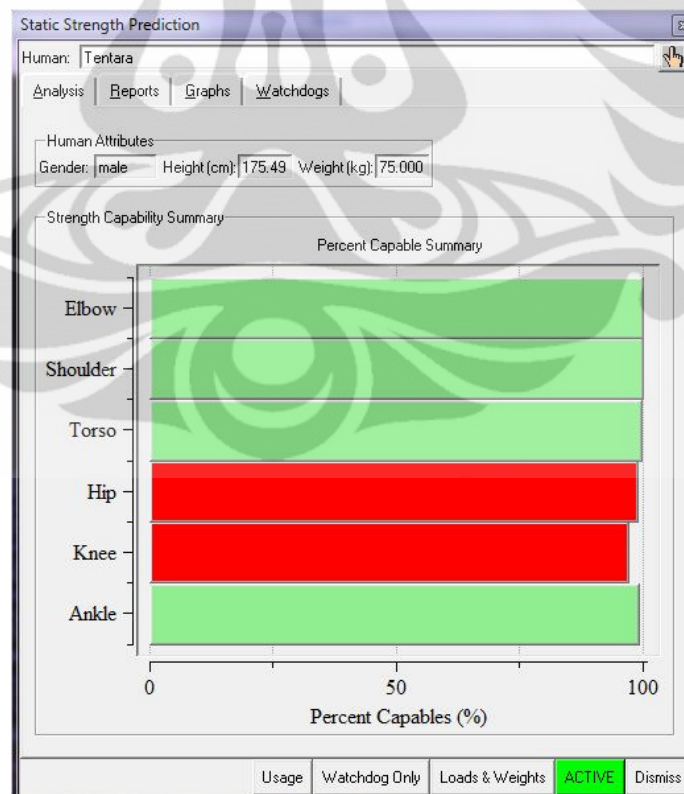 Static Strength Prediction
Human: Tentara
Analysis Reports Graphs Watchdogs
Human Attributes
Gender: male Height (cm): 175.49 Weight (kg): 75.000
Strength Capability Summary
Percent Capable Summary
Elbow
Shoulder
Torso
Hip
Knee
Ankle
0 50 100
Percent Capables (%)
Usage Watchdog Only Loads & Weights ACTIVE Dismiss